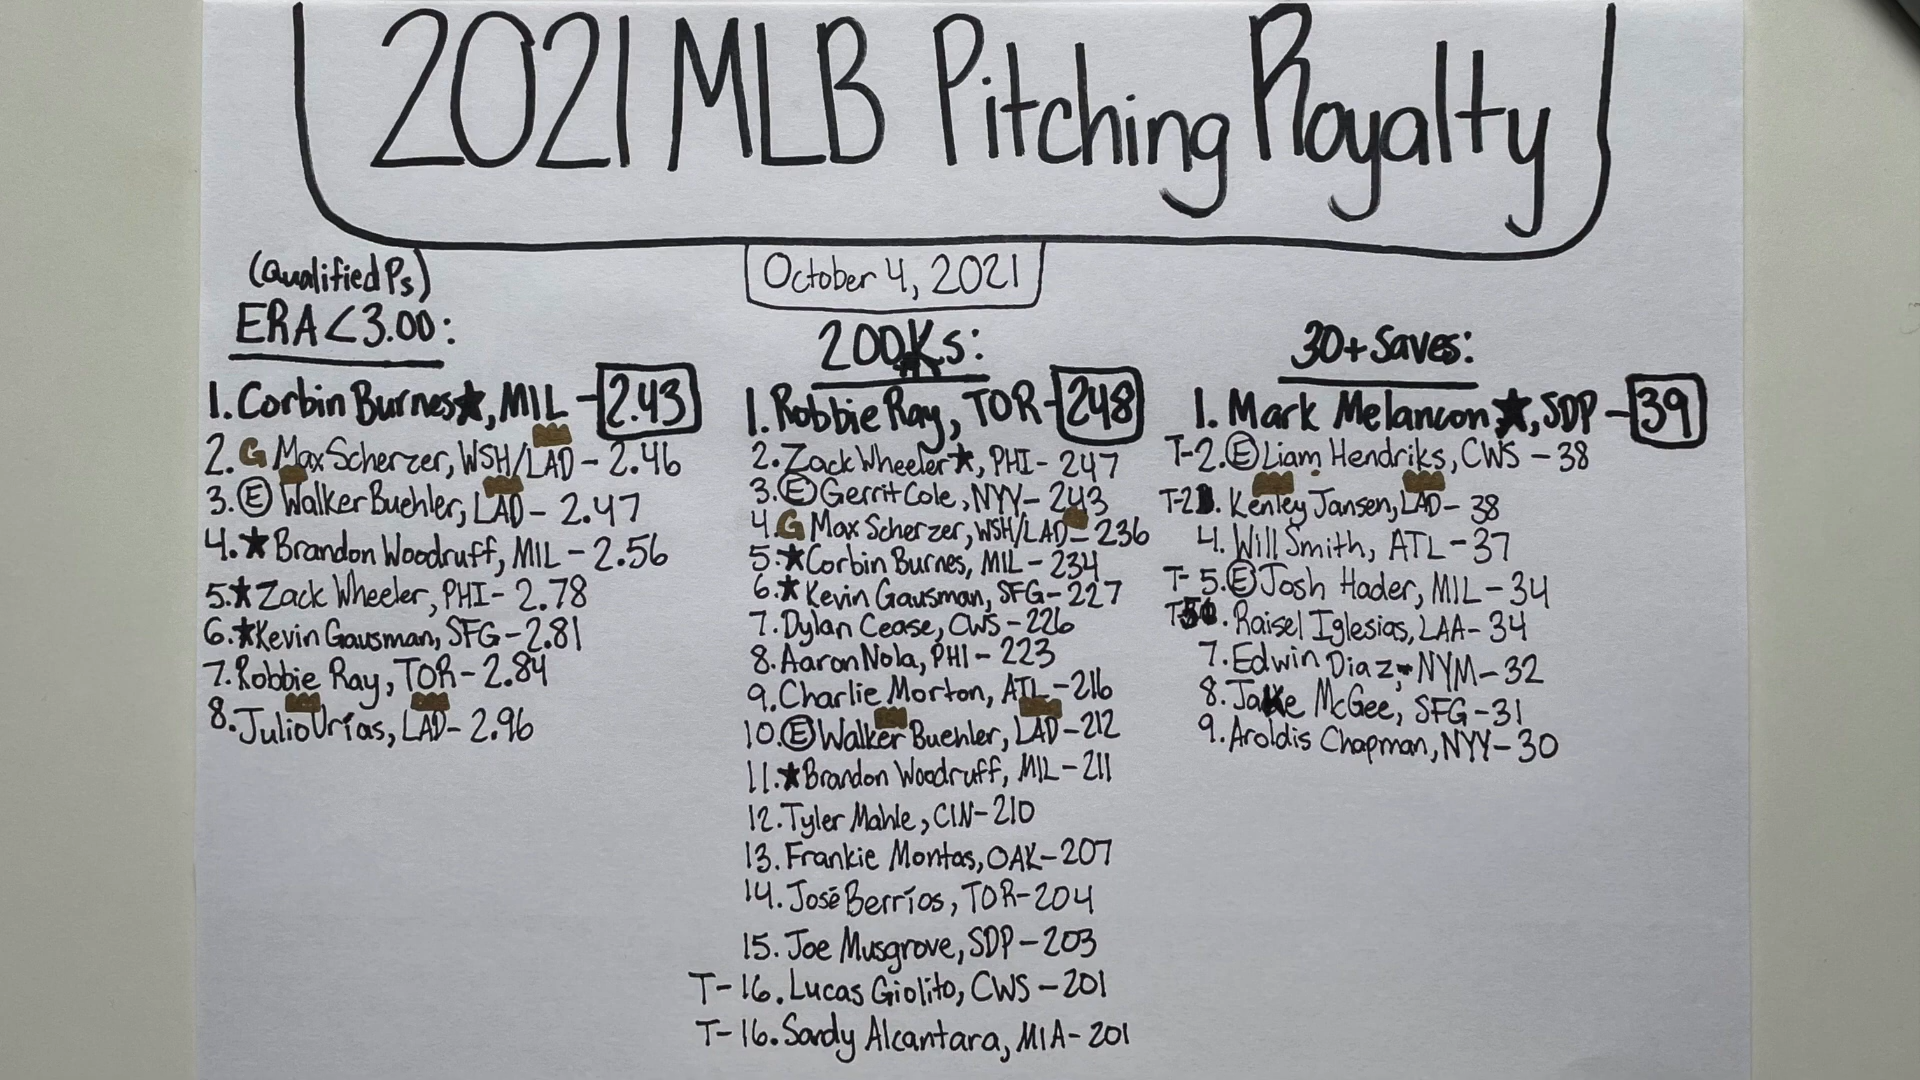 2021 MLB Pitching Royalty
October 4, 2021
(Qualified Ps)
ERA<3.00:
1. Corbin Burnes★, MIL - 2.43
2. G Max Scherzer, WSH/LAD - 2.46
3. Ⓔ Walker Buehler, LAD - 2.47
4. ★ Brandon Woodruff, MIL - 2.56
5. ★ Zack Wheeler, PHI - 2.78
6. ★ Kevin Gausman, SFG - 2.81
7. Robbie Ray, TOR - 2.84
8. Julio Urías, LAD - 2.96
200Ks:
1. Robbie Ray, TOR - 248
2. Zack Wheeler★, PHI - 247
3. Ⓔ Gerrit Cole, NYY - 243
4. G Max Scherzer, WSH/LAD - 236
5. ★ Corbin Burnes, MIL - 234
6. ★ Kevin Gausman, SFG - 227
7. Dylan Cease, CWS - 226
8. Aaron Nola, PHI - 223
9. Charlie Morton, ATL - 216
10. Ⓔ Walker Buehler, LAD - 212
11. ★ Brandon Woodruff, MIL - 211
12. Tyler Mahle, CIN - 210
13. Frankie Montas, OAK - 207
14. José Berríos, TOR - 204
15. Joe Musgrove, SDP - 203
T-16. Lucas Giolito, CWS - 201
T-16. Sandy Alcantara, MIA - 201
30+ Saves:
1. Mark Melancon★, SDP - 39
T-2. Ⓔ Liam Hendriks, CWS - 38
T-2. Kenley Jansen, LAD - 38
4. Will Smith, ATL - 37
T-5. Ⓔ Josh Hader, MIL - 34
T-5. Raisel Iglesias, LAA - 34
7. Edwin Diaz, NYM - 32
8. Jake McGee, SFG - 31
9. Aroldis Chapman, NYY - 30